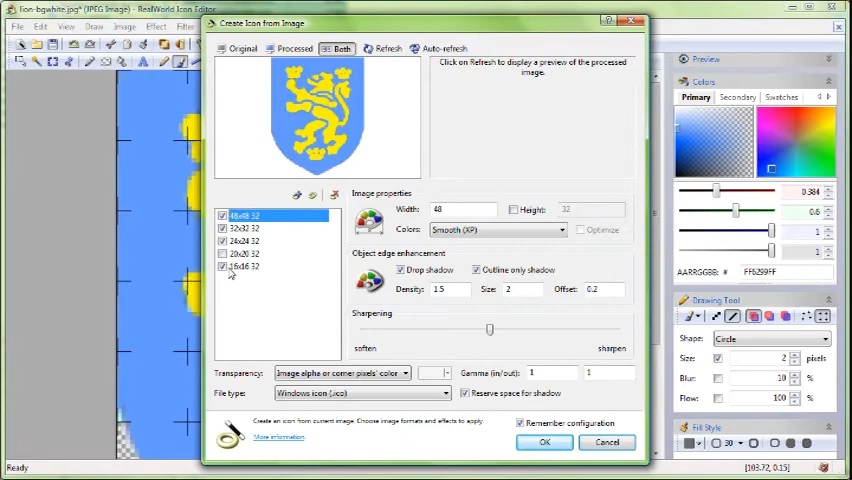 lion-bgwhite.jpg* (JPEG Image) - RealWorld Icon Editor
File Edit View Draw Image
Create Icon from Image
Original Processed Both Refresh Auto-refresh
Click on Refresh to display a preview of the processed
image.
48x48 32
32x32 32
24x24 32
20x20 32
16x16 32
Image properties
Width: 48 Height: 32
Colors: Smooth (XP) Optimize
Object edge enhancement
Drop shadow Outline only shadow
Density: 1.5 Size: 2 Offset: 0.2
Sharpening
soften sharpen
Transparency: Image alpha or corner pixels' color Gamma (in/out): 1 1
File type: Windows icon (.ico) Reserve space for shadow
Create an icon from current image. Choose image formats and effects to apply.
More information.
Remember configuration
OK Cancel
Preview
Colors
Primary Secondary Swatches
0.384
0.6
1
1
AARRGGBB: # FF6299FF
Drawing Tool
Shape: Circle
Size: 2 pixels
Blur: 10 %
Flow: 100 %
Fill Style
30
Ready [103.72, 0.15]